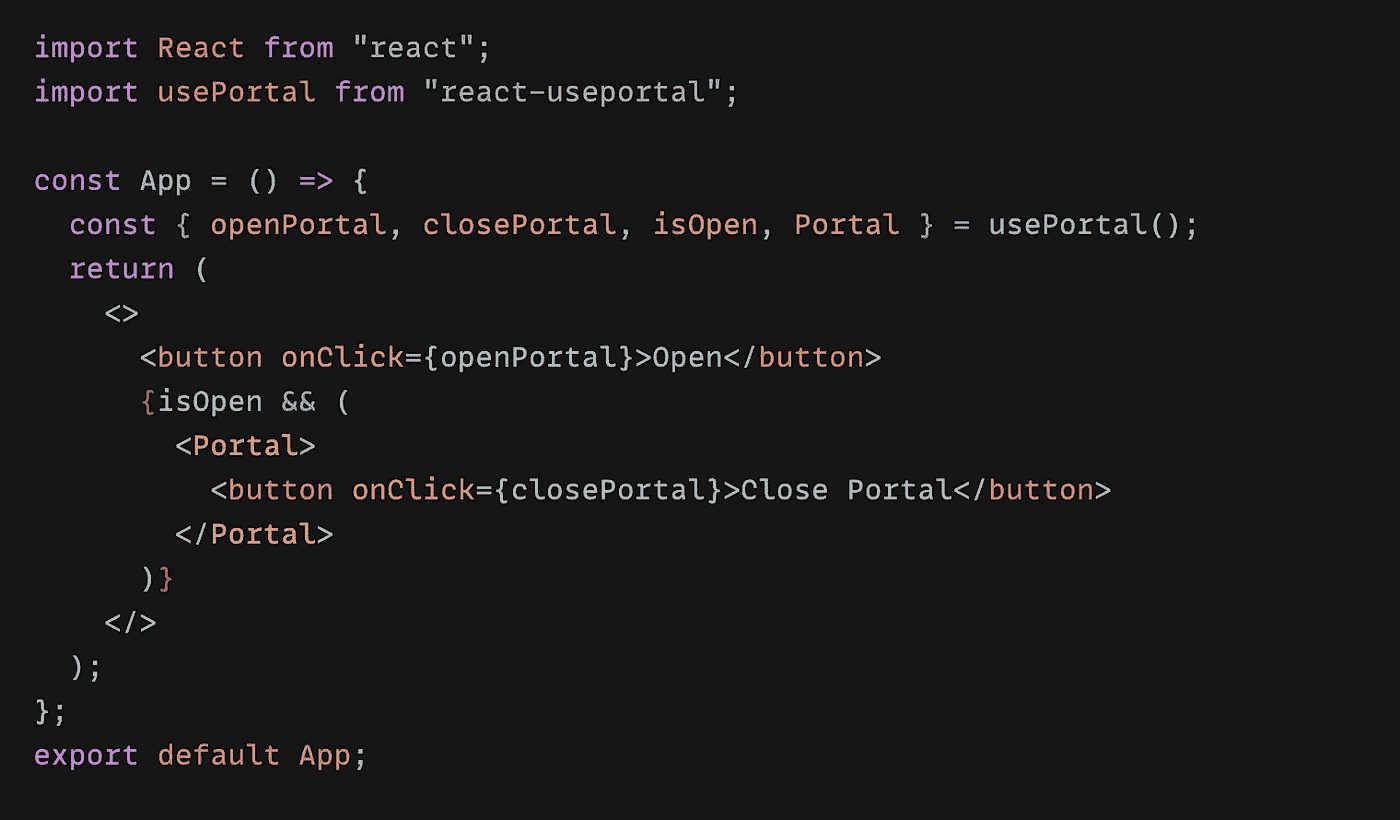 import React from "react";
import usePortal from "react-useportal";

const App = () => {
  const { openPortal, closePortal, isOpen, Portal } = usePortal();
  return (
    <>
      <button onClick={openPortal}>Open</button>
      {isOpen && (
        <Portal>
          <button onClick={closePortal}>Close Portal</button>
        </Portal>
      )}
    </>
  );
};
export default App;